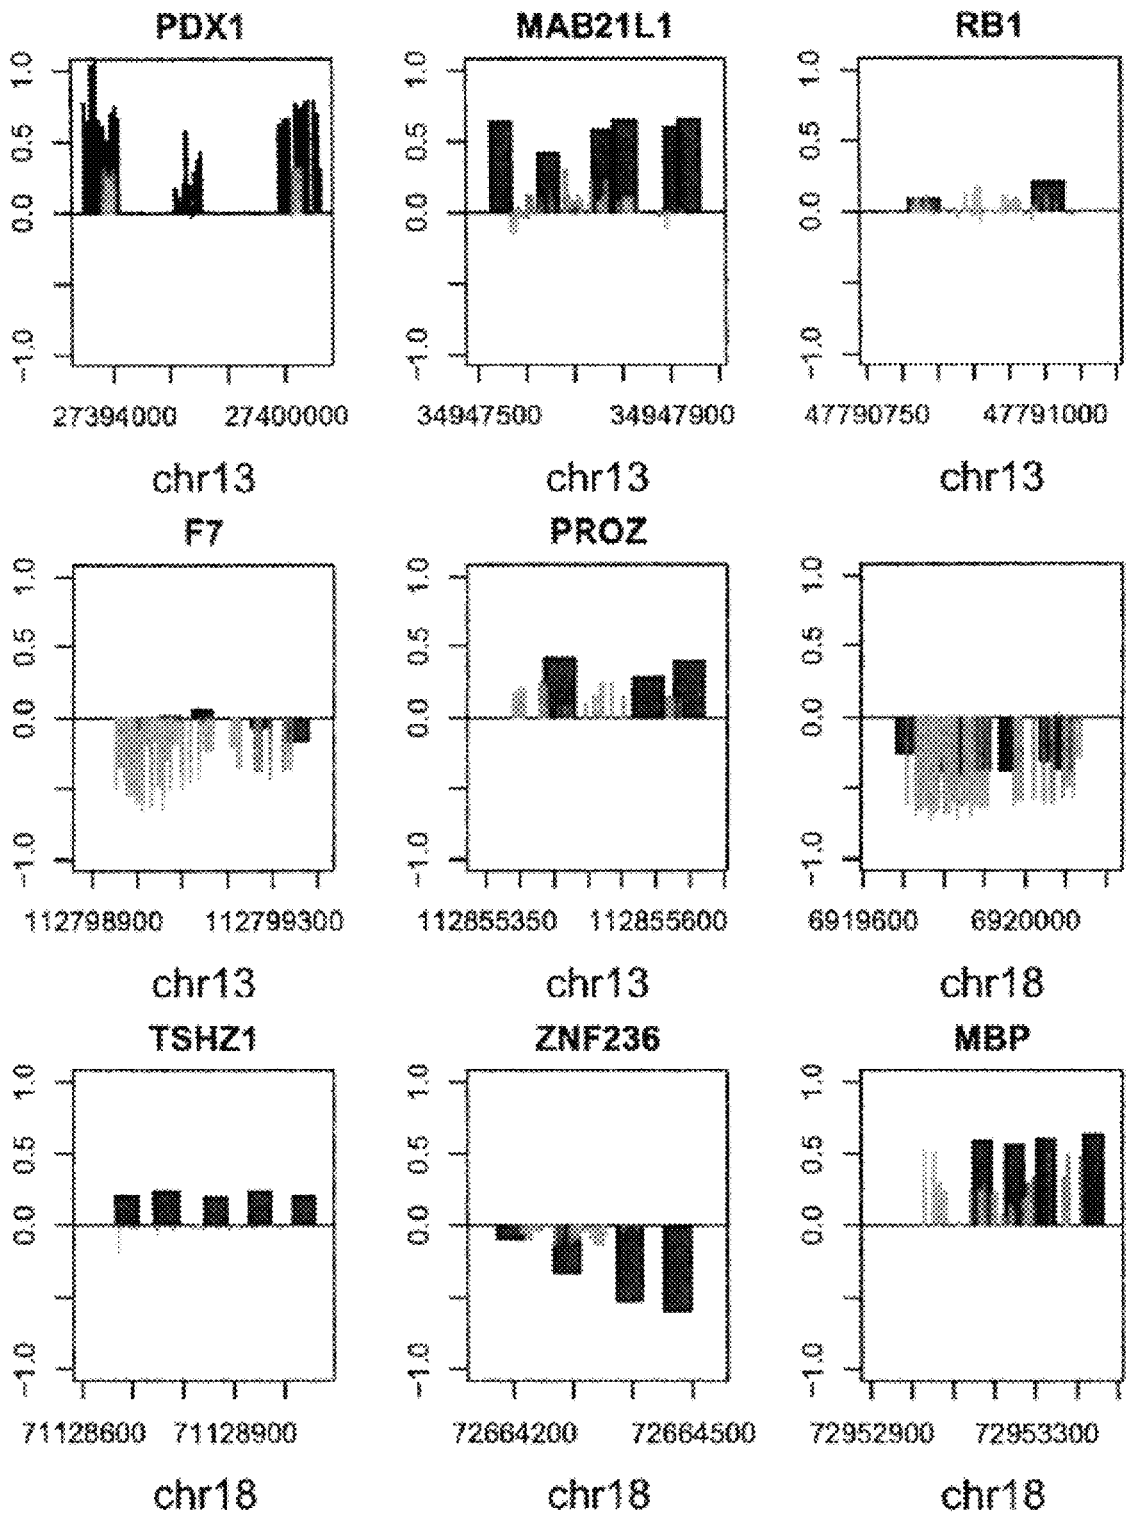 PDX1 MAB21L1 RB1
1.0 1.0 1.0
0.5 0.5 0.5
0.0 0.0 0.0
-1.0 -1.0 -1.0
27394000 27400000 34947500 34947900 47790750 47791000
chr13 chr13 chr13
F7 PROZ
1.0 1.0 1.0
0.5 0.5 0.5
0.0 0.0 0.0
-1.0 -1.0 -1.0
112798900 112799300 112855350 112855600 6919600 6920000
chr13 chr13 chr18
TSHZ1 ZNF236 MBP
1.0 1.0 1.0
0.5 0.5 0.5
0.0 0.0 0.0
-1.0 -1.0 -1.0
71128600 71128900 72664200 72664500 72952900 72953300
chr18 chr18 chr18